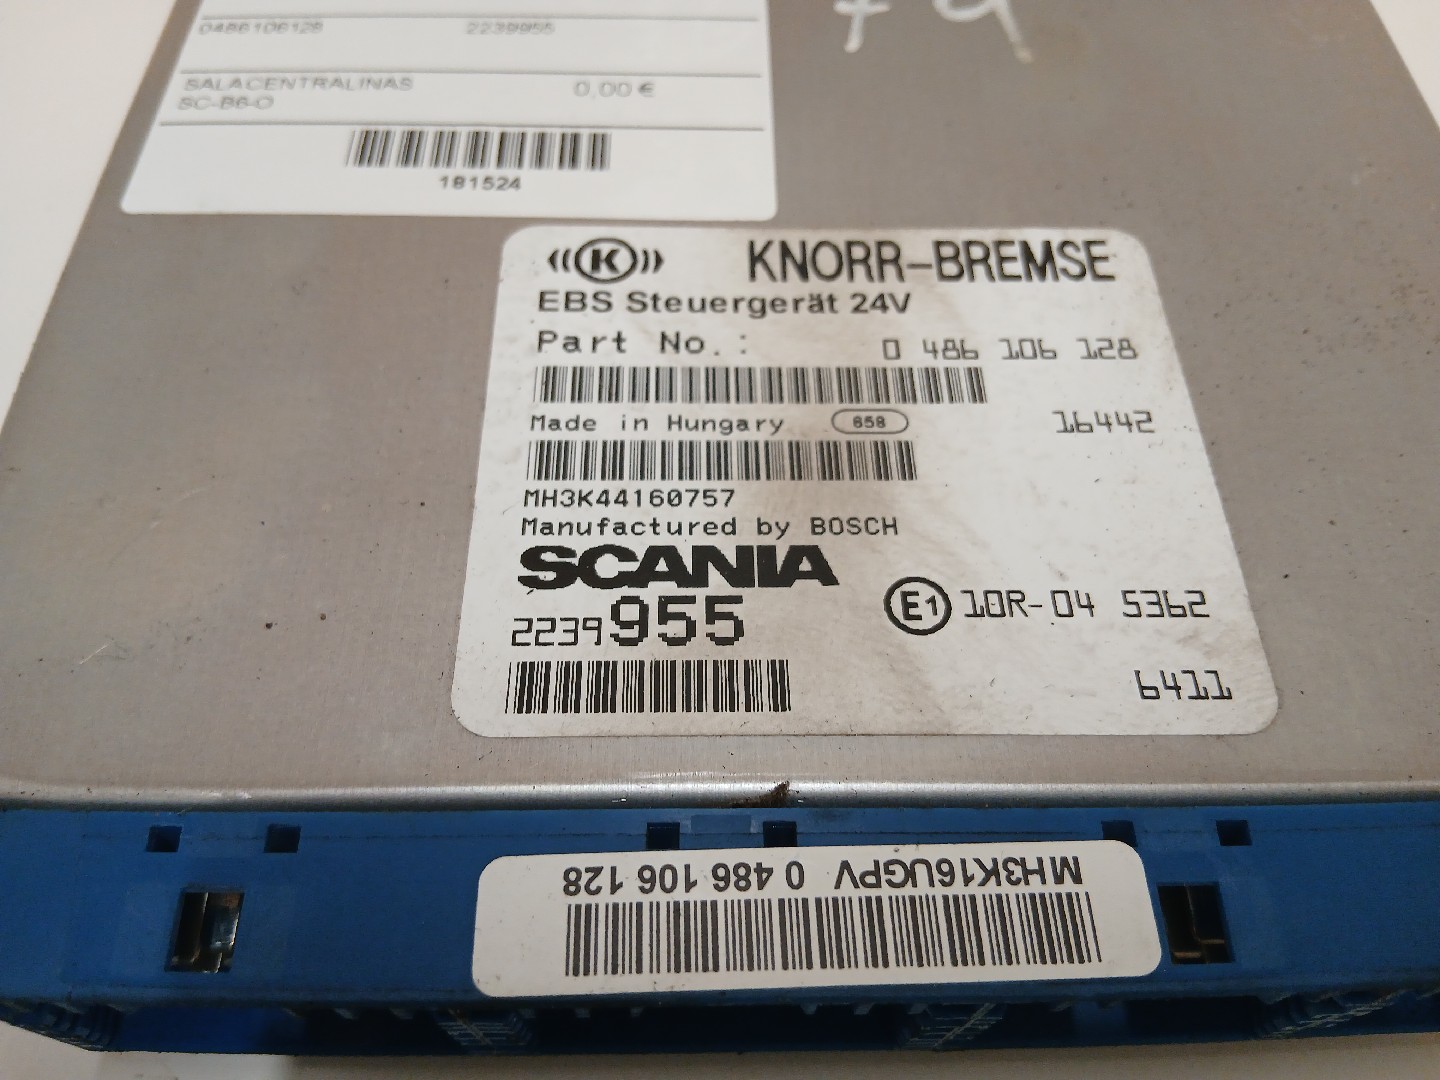 79
0486106128 2239955
SALACENTRALINAS 0,00 €
SC-B6-O
181524
((K)) KNORR-BREMSE
EBS Steuergerät 24V
Part No.: 0 486 106 128
Made in Hungary 658 16442
MH3K44160757
Manufactured by BOSCH
SCANIA
2239955 E1 10R-04 5362
6411
MH3K16UGPV 0 486 106 128